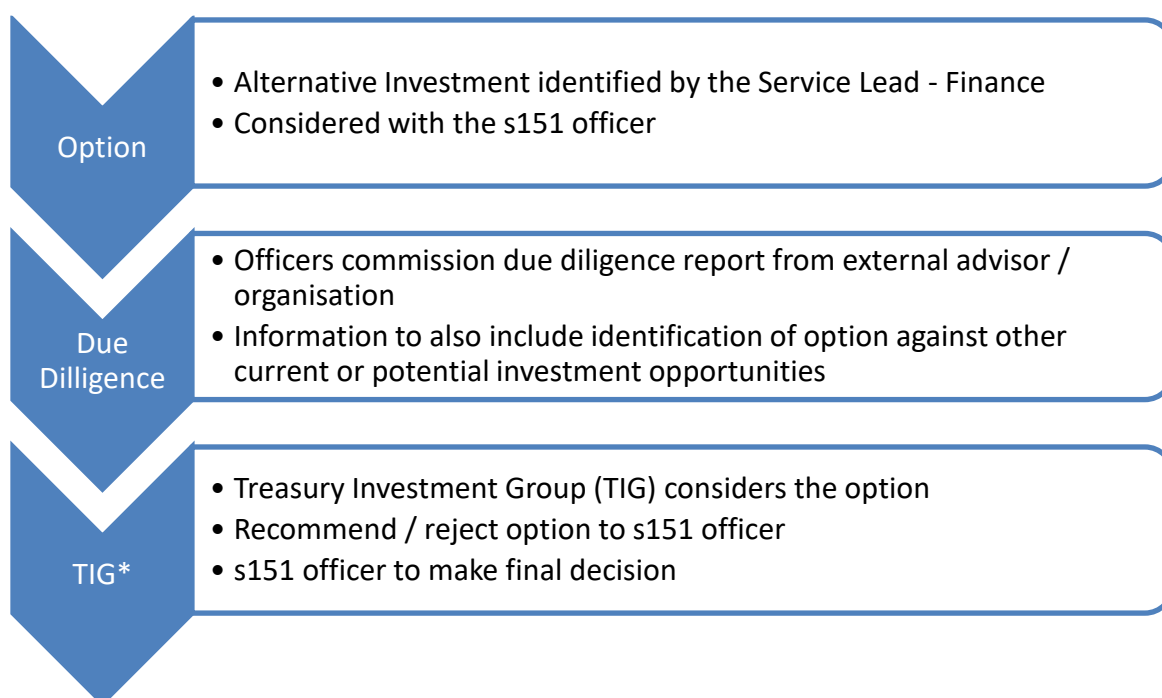 Option
• Alternative Investment identified by the Service Lead - Finance
• Considered with the s151 officer
Due
Dilligence
• Officers commission due diligence report from external advisor /
organisation
• Information to also include identification of option against other
current or potential investment opportunities
TIG*
• Treasury Investment Group (TIG) considers the option
• Recommend / reject option to s151 officer
• s151 officer to make final decision